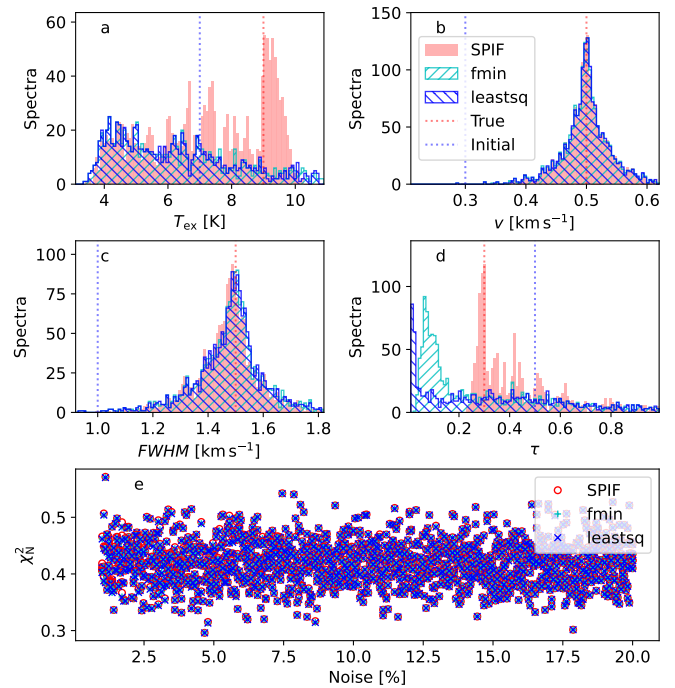 a
Spectra
60
40
20
0
4
6
8
10
T_ex [K]
b
SPIF
fmin
leastsq
True
Initial
Spectra
150
100
50
0
0.3
0.4
0.5
0.6
v [km s⁻¹]
c
Spectra
100
75
50
25
0
1.0
1.2
1.4
1.6
1.8
FWHM [km s⁻¹]
d
Spectra
100
50
0
0.2
0.4
0.6
0.8
τ
e
SPIF
fmin
leastsq
χ²_N
0.5
0.4
0.3
2.5
5.0
7.5
10.0
12.5
15.0
17.5
20.0
Noise [%]